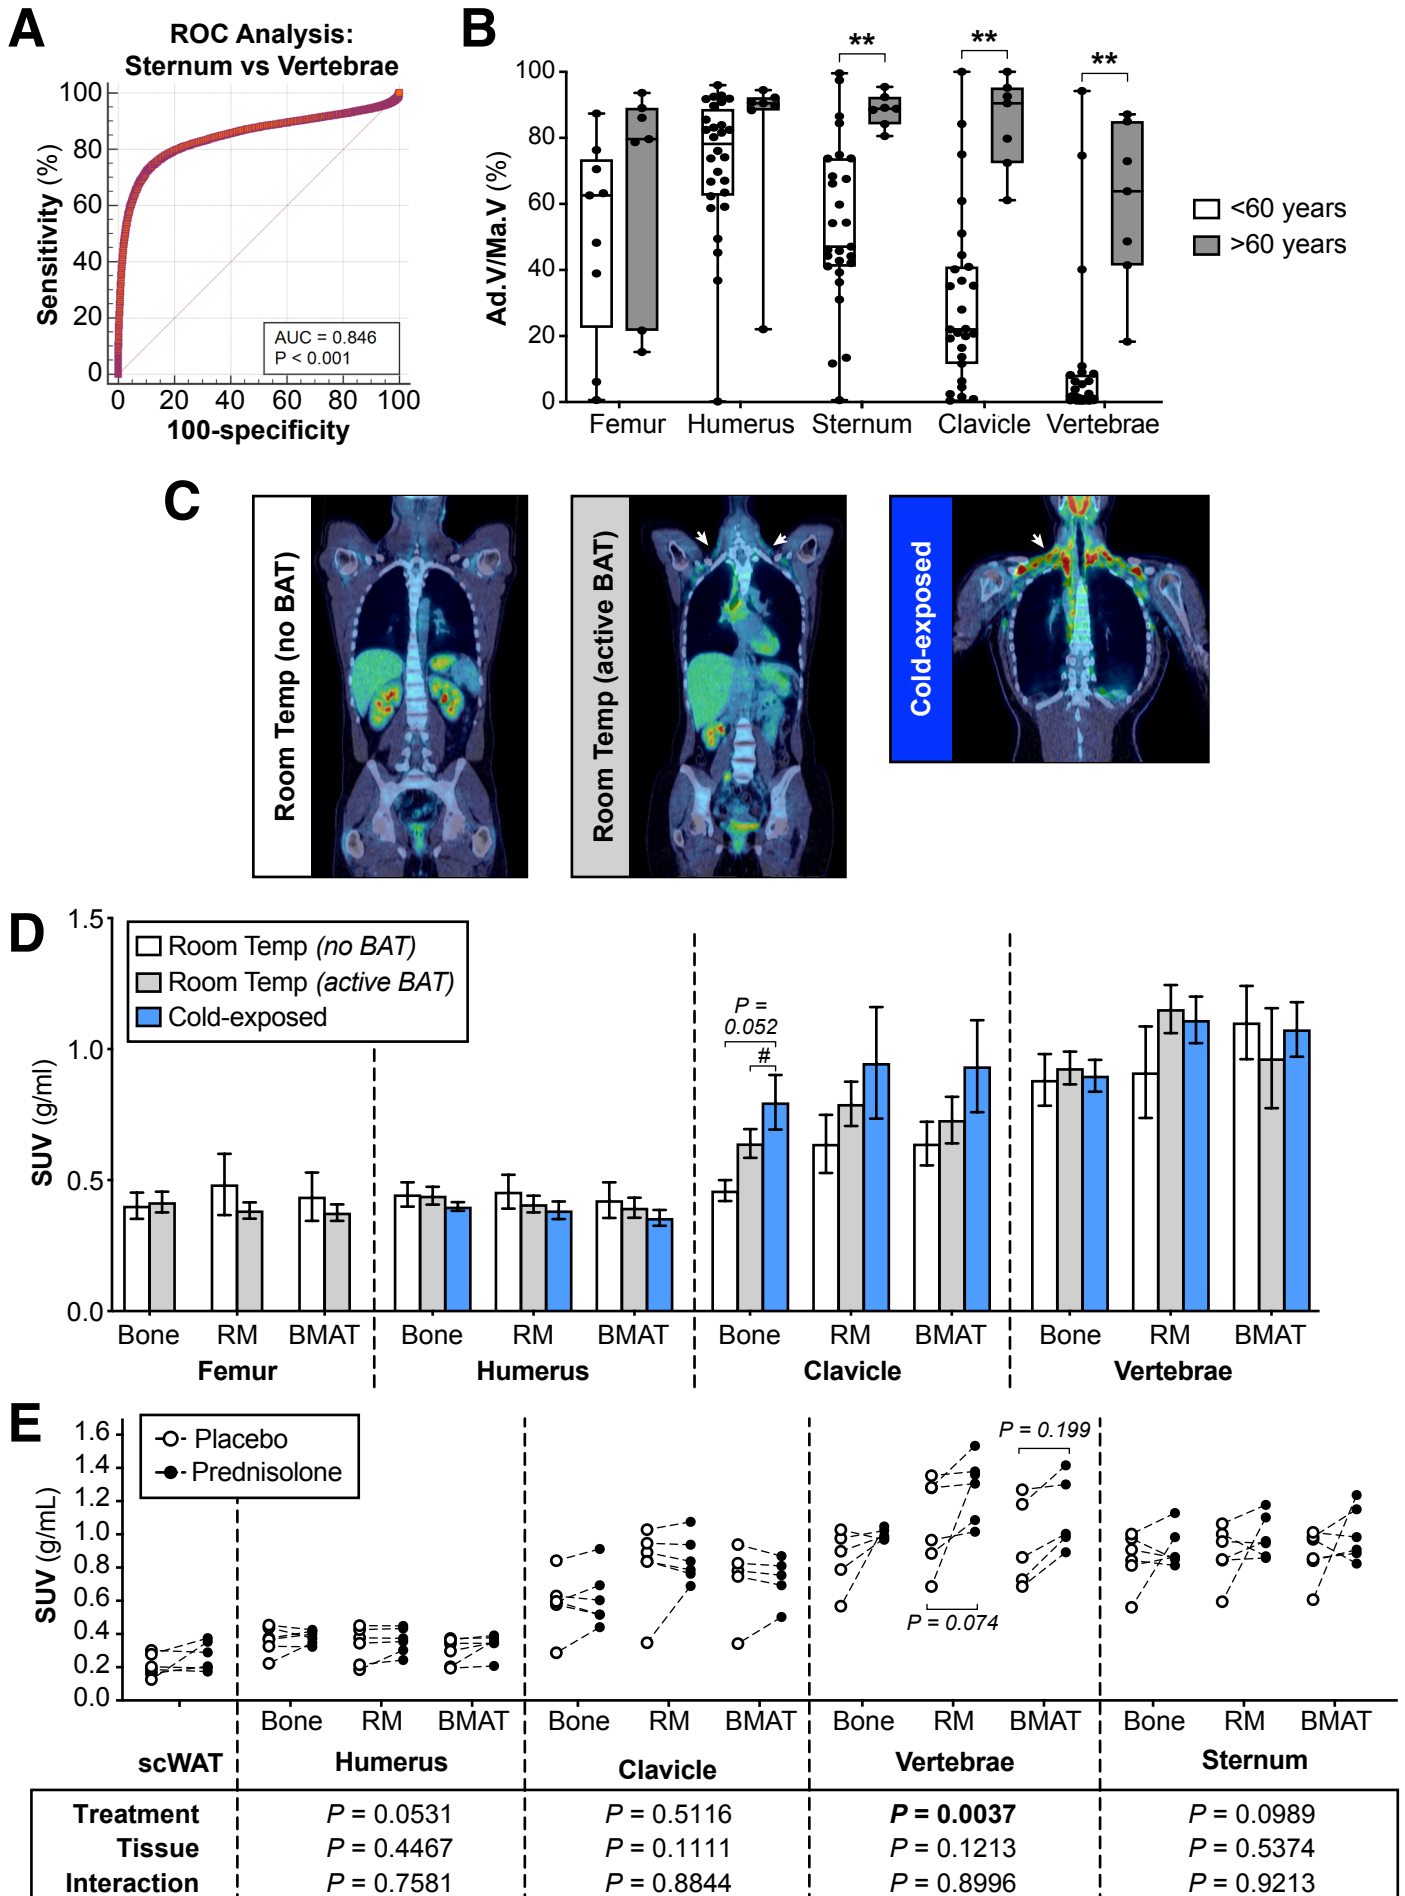 A
ROC Analysis:
Sternum vs Vertebrae
Sensitivity (%)
100
80
60
40
20
0
AUC = 0.846
P < 0.001
0 20 40 60 80 100
100-specificity
B
Ad.V/Ma.V (%)
100
80
60
40
20
0
** ** **
Femur Humerus Sternum Clavicle Vertebrae
<60 years
>60 years
C
Room Temp (no BAT)
Room Temp (active BAT)
Cold-exposed
D
SUV (g/ml)
1.5
1.0
0.5
0.0
Room Temp (no BAT)
Room Temp (active BAT)
Cold-exposed
P =
0.052
#
Bone RM BMAT Bone RM BMAT Bone RM BMAT Bone RM BMAT
Femur Humerus Clavicle Vertebrae
E
SUV (g/mL)
1.6
1.4
1.2
1.0
0.8
0.6
0.4
0.2
0.0
Placebo
Prednisolone
P = 0.199
P = 0.074
Bone RM BMAT Bone RM BMAT Bone RM BMAT Bone RM BMAT
scWAT Humerus Clavicle Vertebrae Sternum
Treatment P = 0.0531 P = 0.5116 P = 0.0037 P = 0.0989
Tissue P = 0.4467 P = 0.1111 P = 0.1213 P = 0.5374
Interaction P = 0.7581 P = 0.8844 P = 0.8996 P = 0.9213